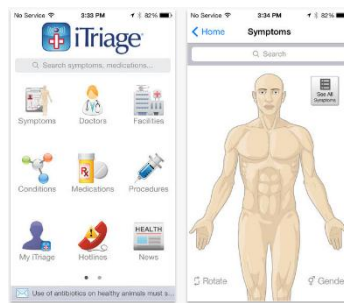 No Service 3:33 PM 82%
iTriage
Search symptoms, medications...
Symptoms Doctors Facilities
Rx
Conditions Medications Procedures
HEALTH
My iTriage Hotlines News
Use of antibiotics on healthy animals must s...
No Service 3:34 PM 82%
Home Symptoms
Search
See All
Symptoms
Rotate Gender